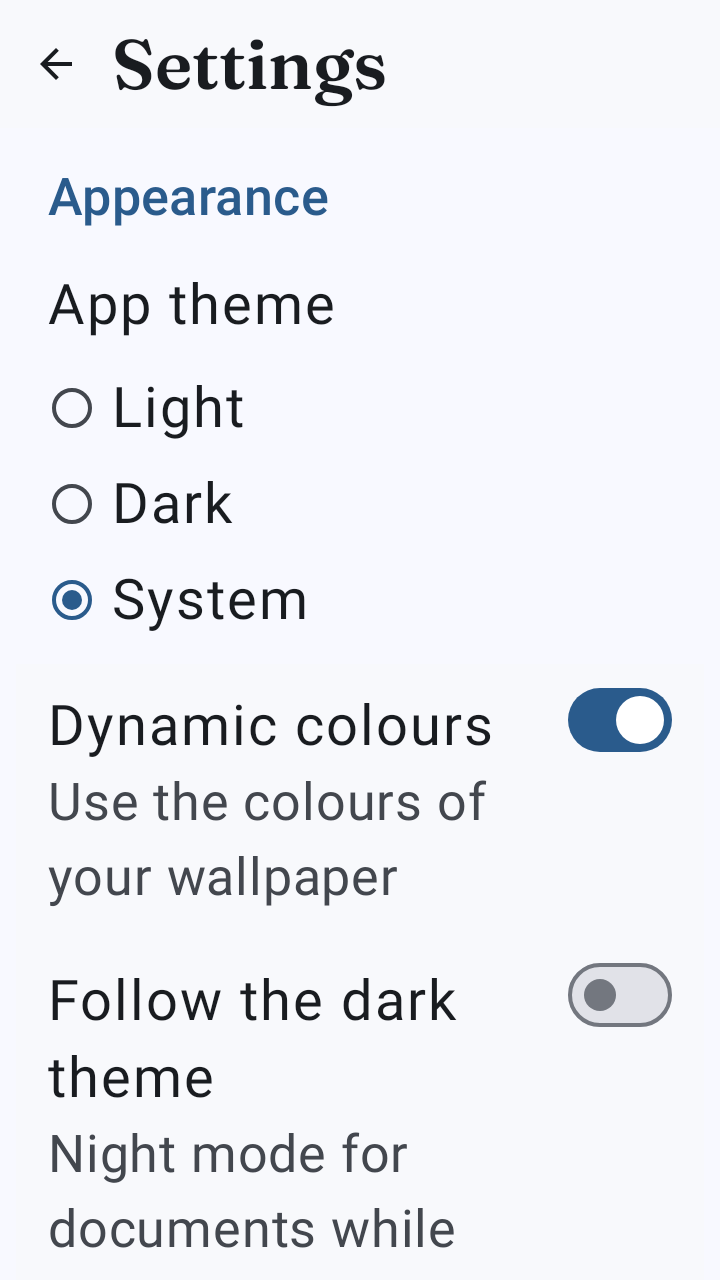 Settings
Appearance
App theme
Light
Dark
System
Dynamic colours
Use the colours of
your wallpaper
Follow the dark
theme
Night mode for
documents while